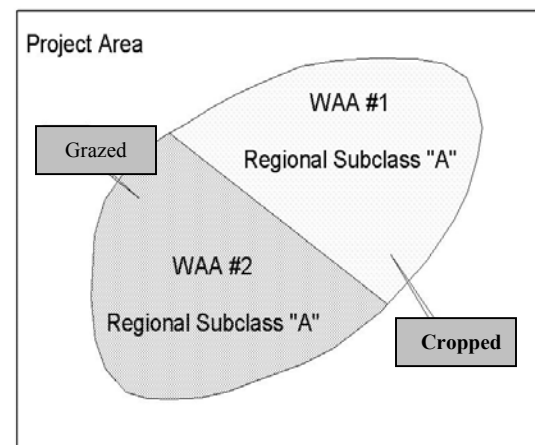 Project Area
WAA #1
Regional Subclass "A"
Grazed
WAA #2
Regional Subclass "A"
Cropped